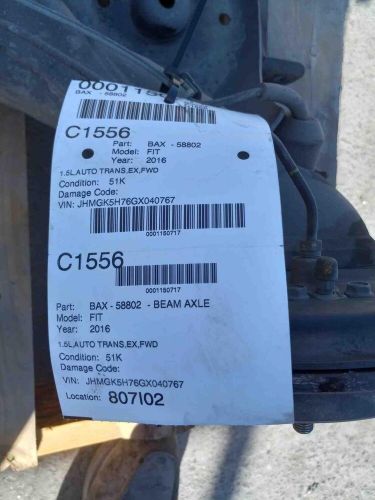 00011507
BAX - 58802
C1556
Part: BAX - 58802
Model: FIT
Year: 2016
1.5L,AUTO TRANS,EX,FWD
Condition: 51K
Damage Code:
VIN: JHMGK5H76GX040767
0001150717
C1556
0001150717
Part: BAX - 58802 - BEAM AXLE
Model: FIT
Year: 2016
1.5L,AUTO TRANS,EX,FWD
Condition: 51K
Damage Code:
VIN: JHMGK5H76GX040767
Location: 807I02